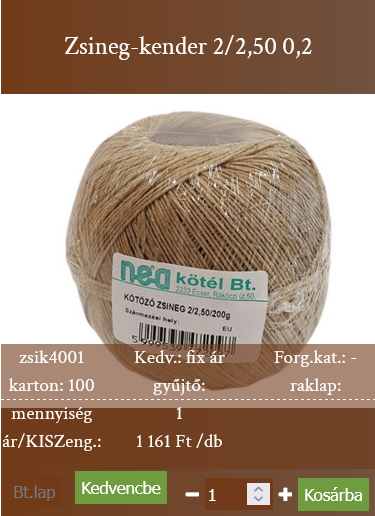 Zsineg-kender 2/2,50 0,2
nea kötél Bt.
2233 Ecser, Rákóczi út 50.
KÖTÖZŐ ZSINEG 2/2,50/200g
Származási hely:
EU
zsik4001 Kedv.: fix ár Forg.kat.: -
karton: 100 gyűjtő: raklap:
mennyiség 1
ár/KISZeng.: 1 161 Ft /db
Bt.lap Kedvencbe 1 Kosárba